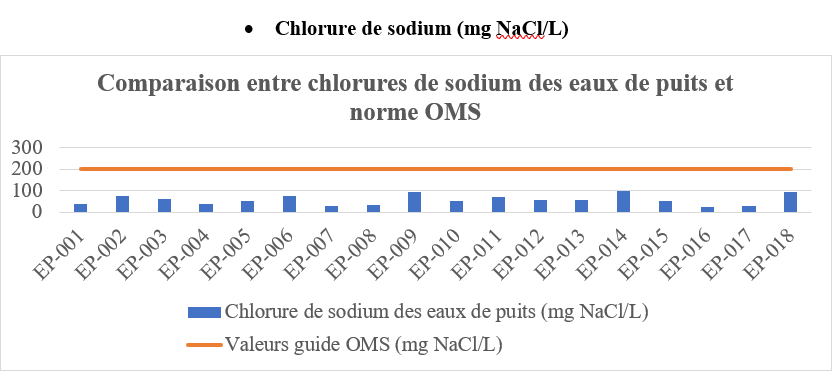 • Chlorure de sodium (mg NaCl/L)
Comparaison entre chlorures de sodium des eaux de puits et
norme OMS
300
200
100
0
EP-001
EP-002
EP-003
EP-004
EP-005
EP-006
EP-007
EP-008
EP-009
EP-010
EP-011
EP-012
EP-013
EP-014
EP-015
EP-016
EP-017
EP-018
Chlorure de sodium des eaux de puits (mg NaCl/L)
Valeurs guide OMS (mg NaCl/L)